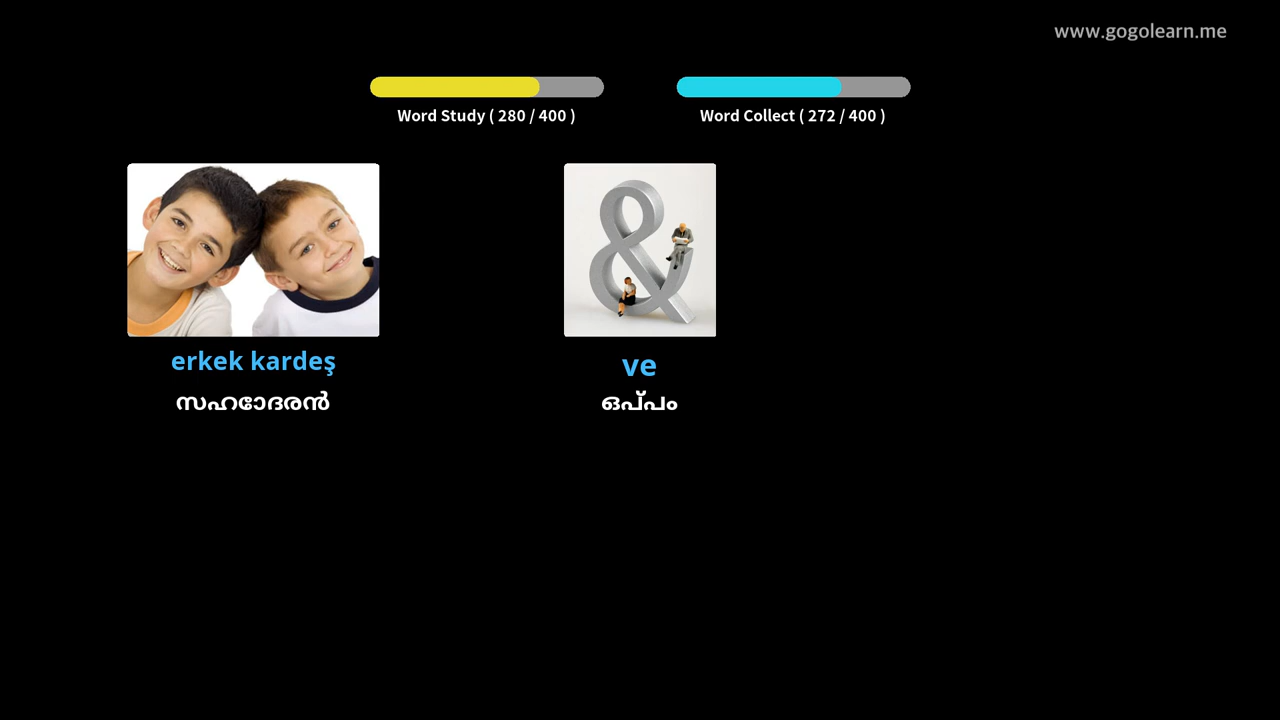 www.gogolearn.me
Word Study ( 280 / 400 )
Word Collect ( 272 / 400 )
erkek kardeş
സഹോദരൻ
ve
ഒപ്പം